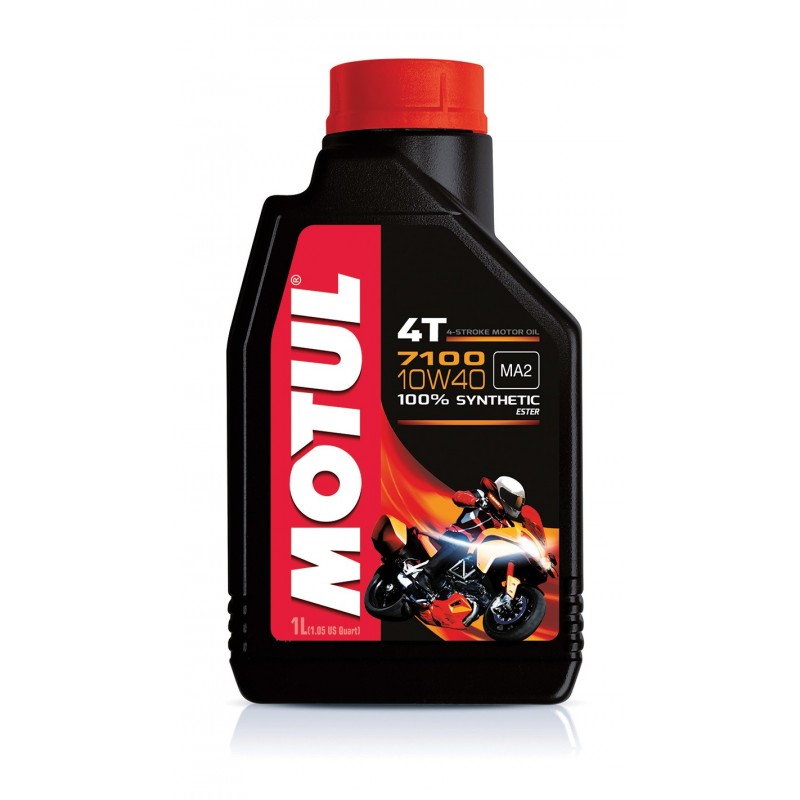 MOTUL®
4T 4-STROKE MOTOR OIL
7100
10W40 MA2
100% SYNTHETIC
ESTER
1L (1.05 US Quart)